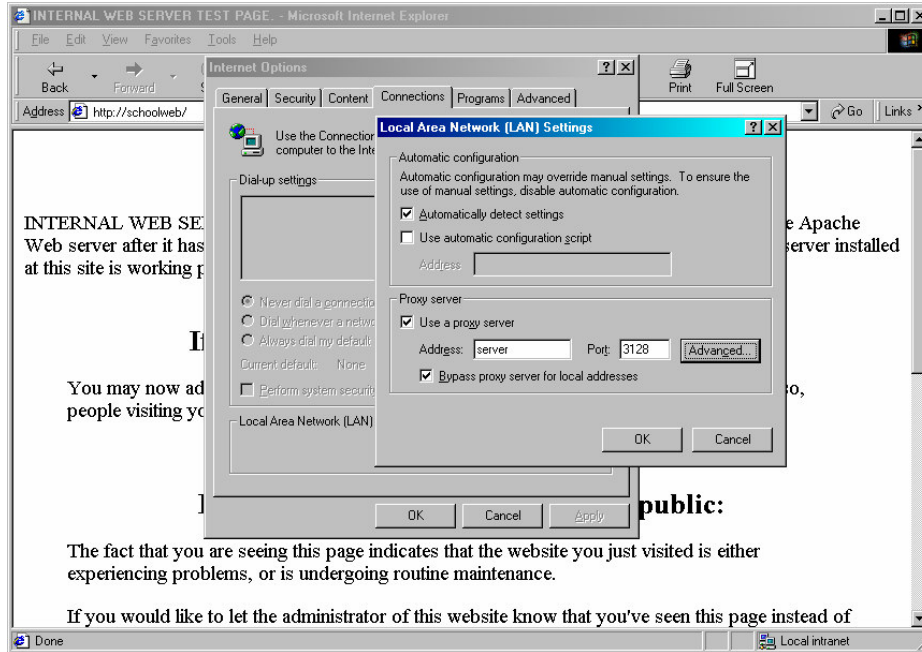 INTERNAL WEB SERVER TEST PAGE. - Microsoft Internet Explorer
File Edit View Favorites Tools Help
Back Forward Print Full Screen
Address http://schoolweb/ Go Links
Internet Options
General Security Content Connections Programs Advanced
Use the Connection
computer to the Inte
Dial-up settings
Never dial a connectio
Dial whenever a netwo
Always dial my default
Current default: None
Perform system security
Local Area Network (LAN)
OK Cancel Apply
Local Area Network (LAN) Settings
Automatic configuration
Automatic configuration may override manual settings. To ensure the
use of manual settings, disable automatic configuration.
Automatically detect settings
Use automatic configuration script
Address
Proxy server
Use a proxy server
Address: server Port: 3128 Advanced...
Bypass proxy server for local addresses
OK Cancel
INTERNAL WEB SE e Apache
Web server after it has server installed
at this site is working p
If
You may now ad so,
people visiting yo
public:
The fact that you are seeing this page indicates that the website you just visited is either
experiencing problems, or is undergoing routine maintenance.
If you would like to let the administrator of this website know that you've seen this page instead of
Done Local intranet